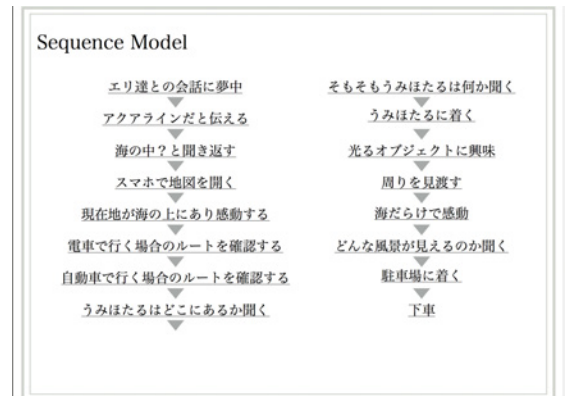 Sequence Model
エリ達との会話に夢中
アクアラインだと伝える
海の中？と聞き返す
スマホで地図を開く
現在地が海の上にあり感動する
電車で行く場合のルートを確認する
自動車で行く場合のルートを確認する
うみほたるはどこにあるか聞く
そもそもうみほたるは何か聞く
うみほたるに着く
光るオブジェクトに興味
周りを見渡す
海だらけで感動
どんな風景が見えるのか聞く
駐車場に着く
下車